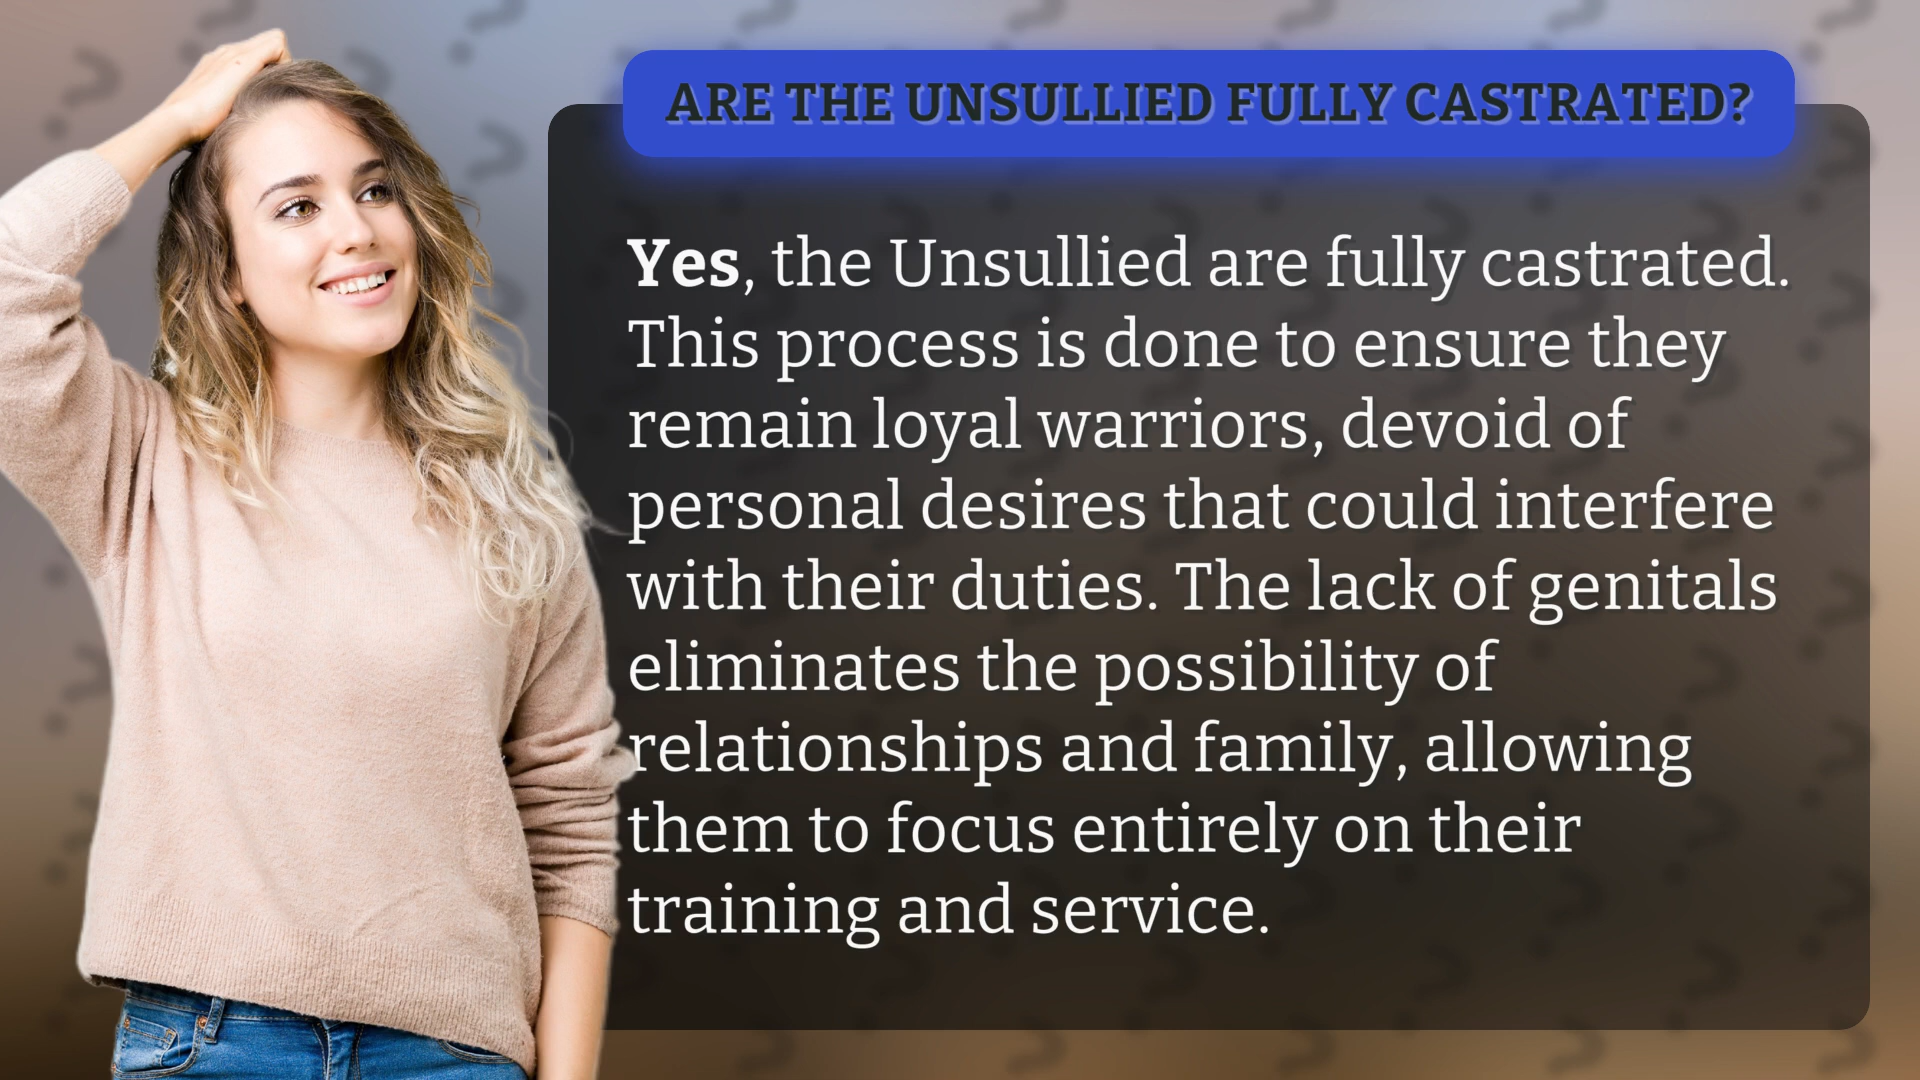 ARE THE UNSULLIED FULLY CASTRATED?
Yes, the Unsullied are fully castrated.
This process is done to ensure they
remain loyal warriors, devoid of
personal desires that could interfere
with their duties. The lack of genitals
eliminates the possibility of
relationships and family, allowing
them to focus entirely on their
training and service.